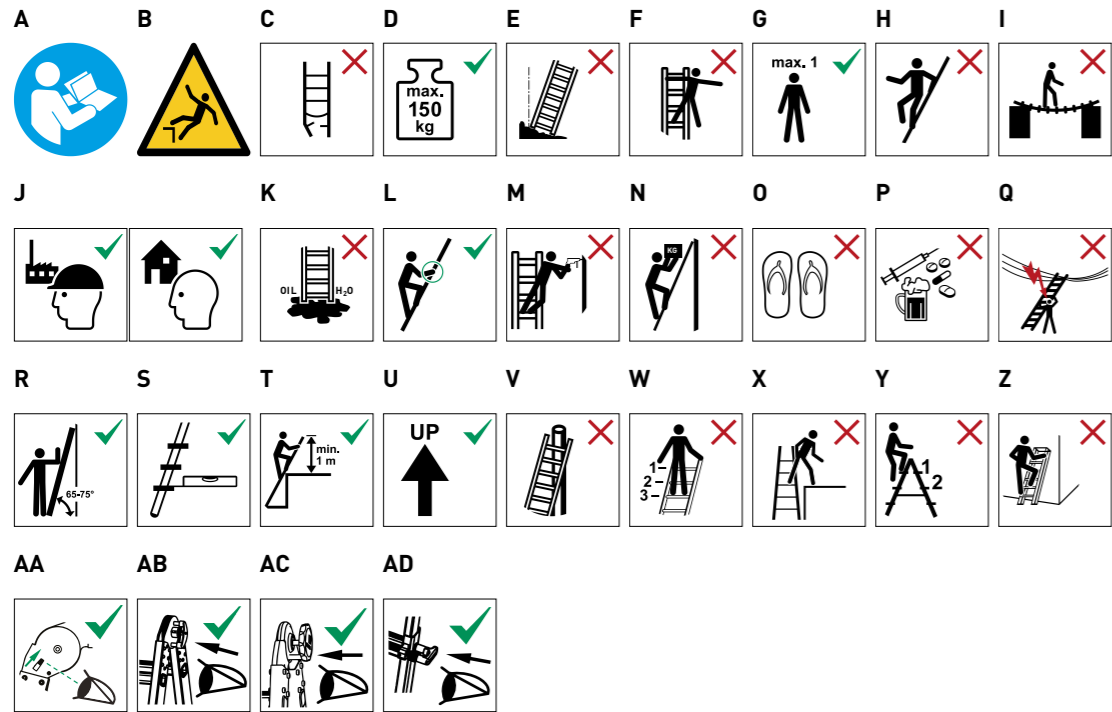 A B C D E F G H I
max.
150
kg
max. 1
J K L M N O P Q
OIL H₂O
KG
R S T U V W X Y Z
65-75°
min.
1 m
UP
1
2
3
1
2
AA AB AC AD